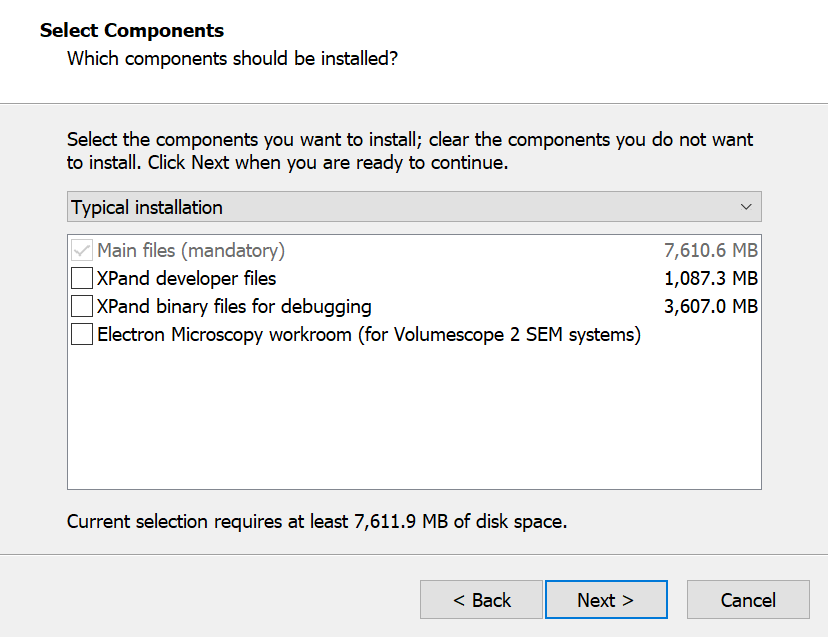 Select Components
Which components should be installed?
Select the components you want to install; clear the components you do not want
to install. Click Next when you are ready to continue.
Typical installation
Main files (mandatory) 7,610.6 MB
XPand developer files 1,087.3 MB
XPand binary files for debugging 3,607.0 MB
Electron Microscopy workroom (for Volumescope 2 SEM systems)
Current selection requires at least 7,611.9 MB of disk space.
< Back Next > Cancel